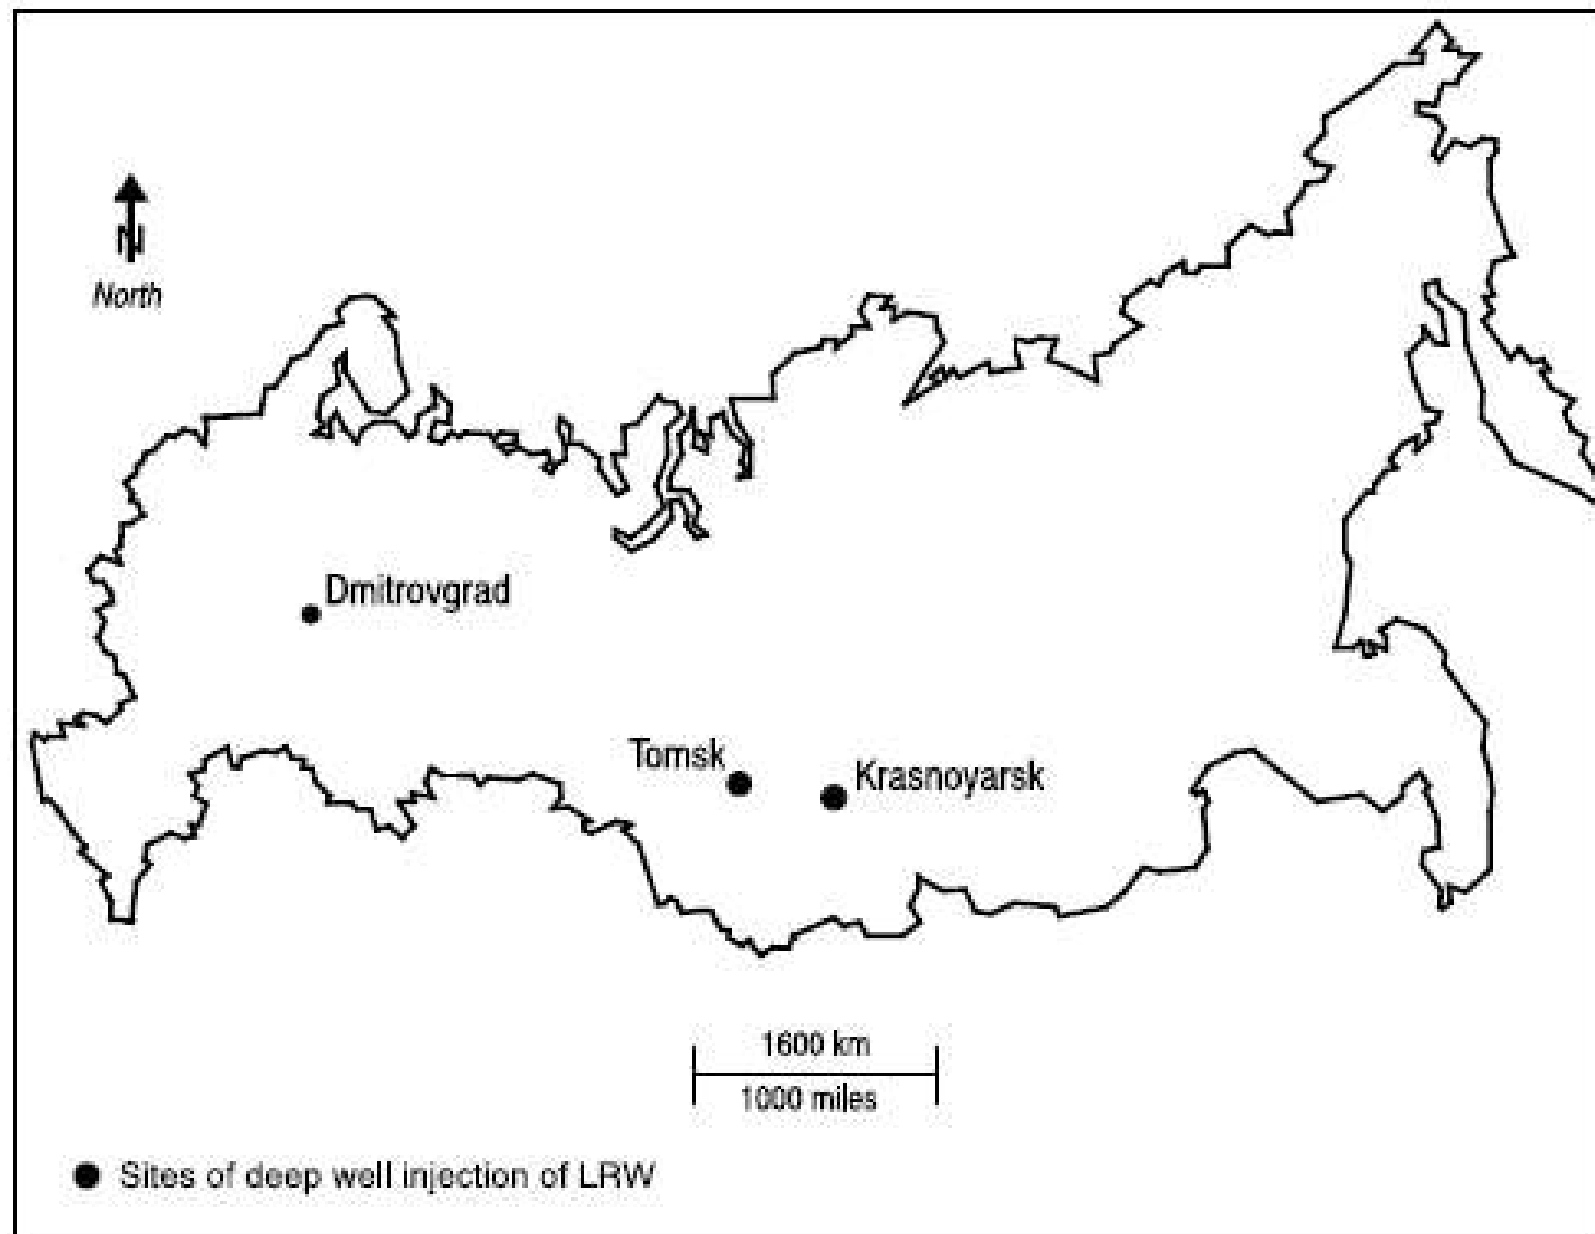 N
North
Dmitrovgrad
Tomsk
Krasnoyarsk
1600 km
1000 miles
Sites of deep well injection of LRW